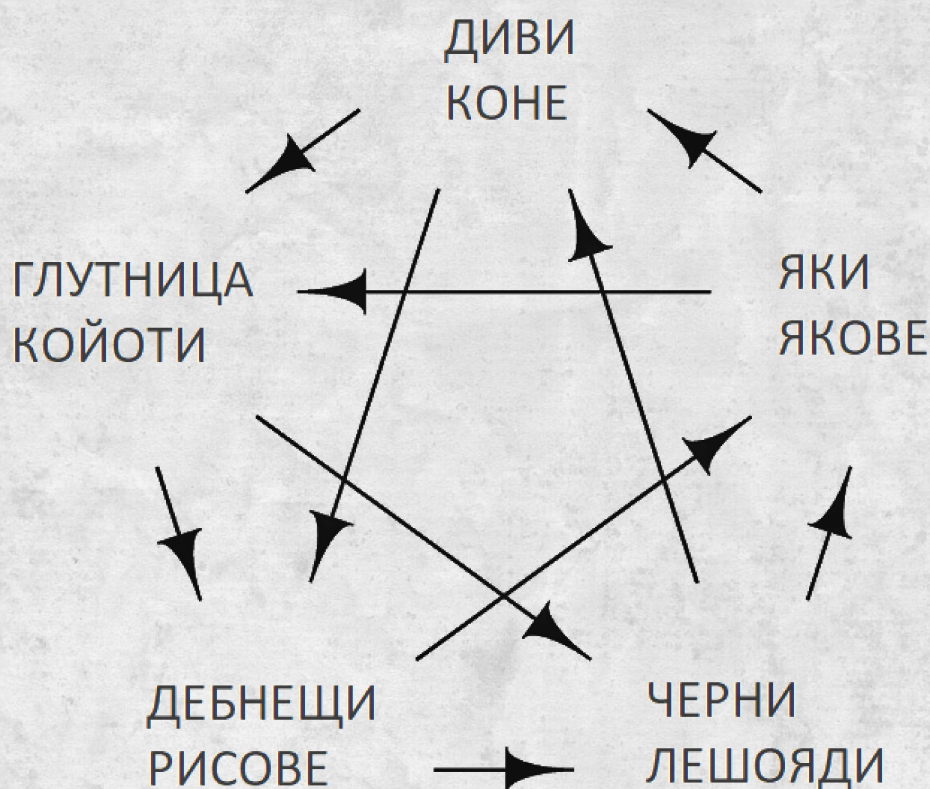 ДИВИ
КОНЕ
ГЛУТНИЦА
КОЙОТИ
ЯКИ
ЯКОВЕ
ДЕБНЕЩИ
РИСОВЕ
ЧЕРНИ
ЛЕШОЯДИ